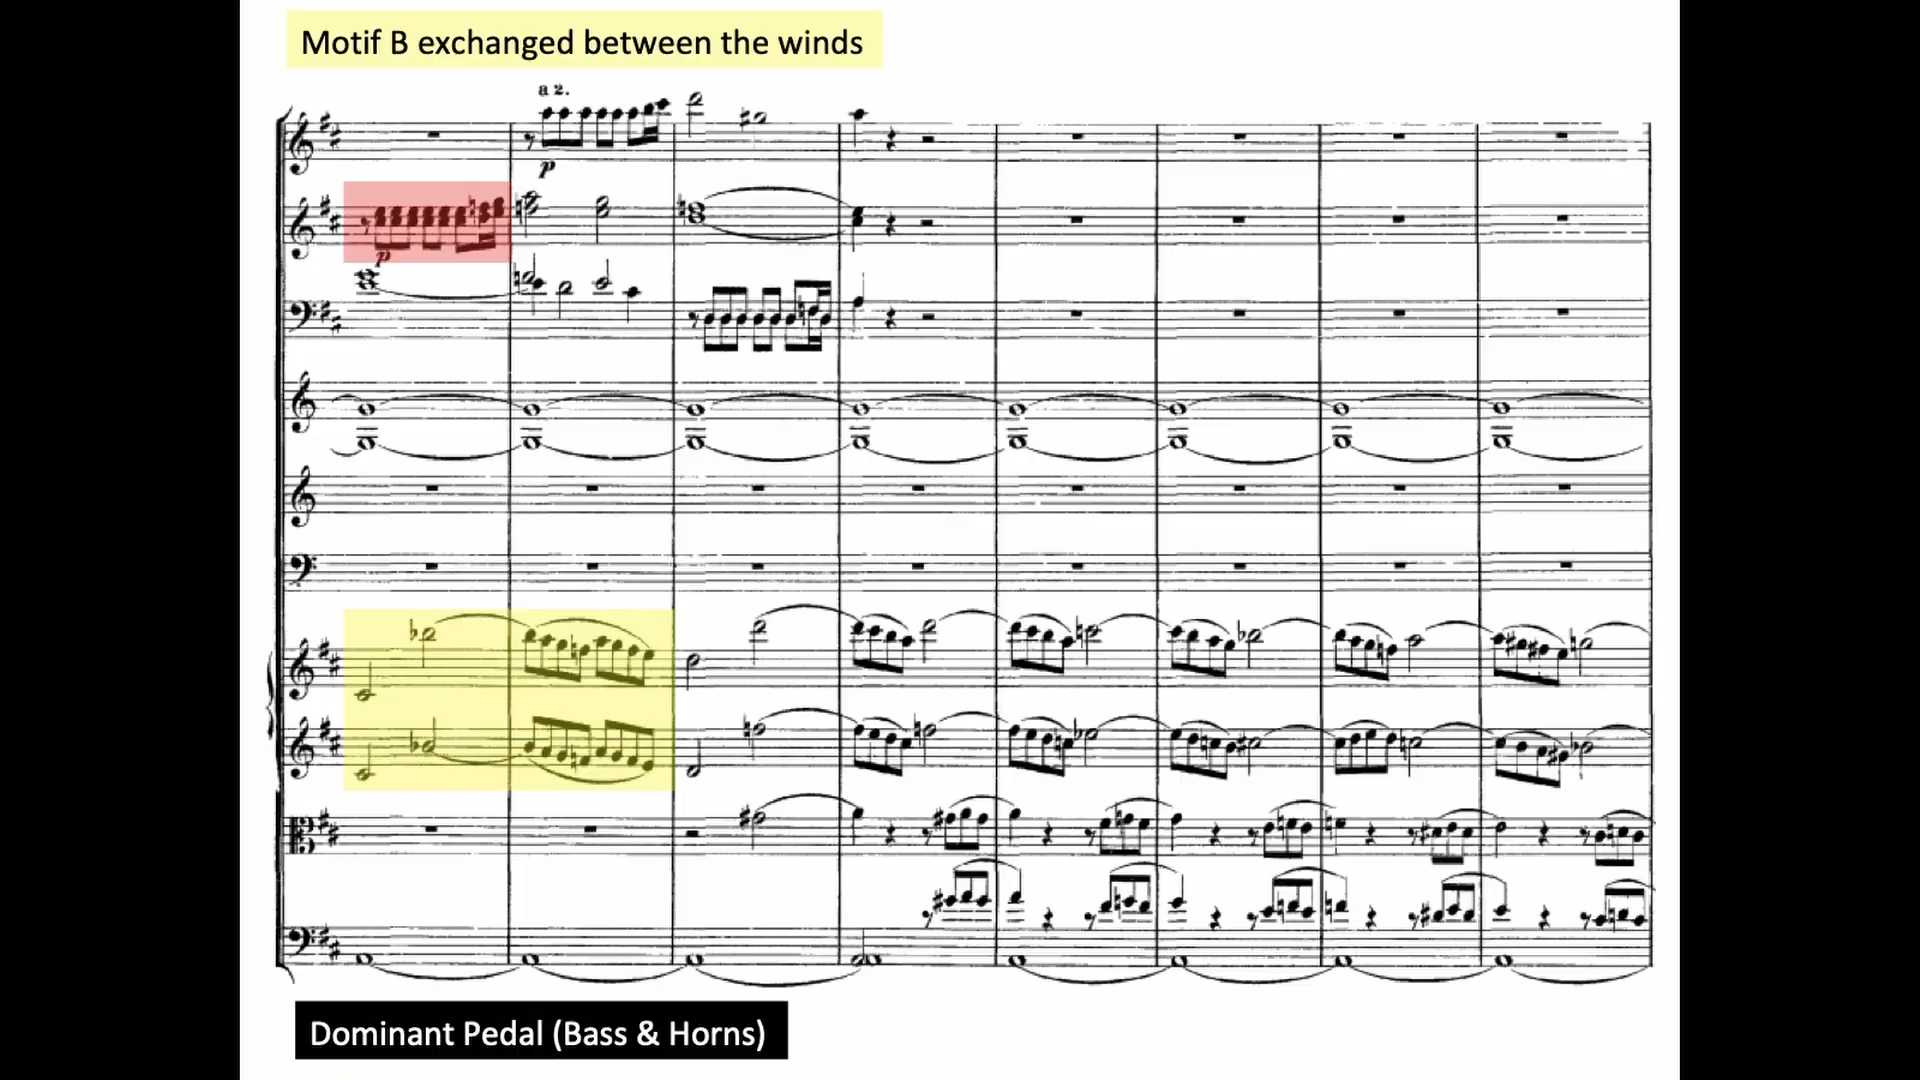 Motif B exchanged between the winds
a 2.
p
p
Dominant Pedal (Bass & Horns)